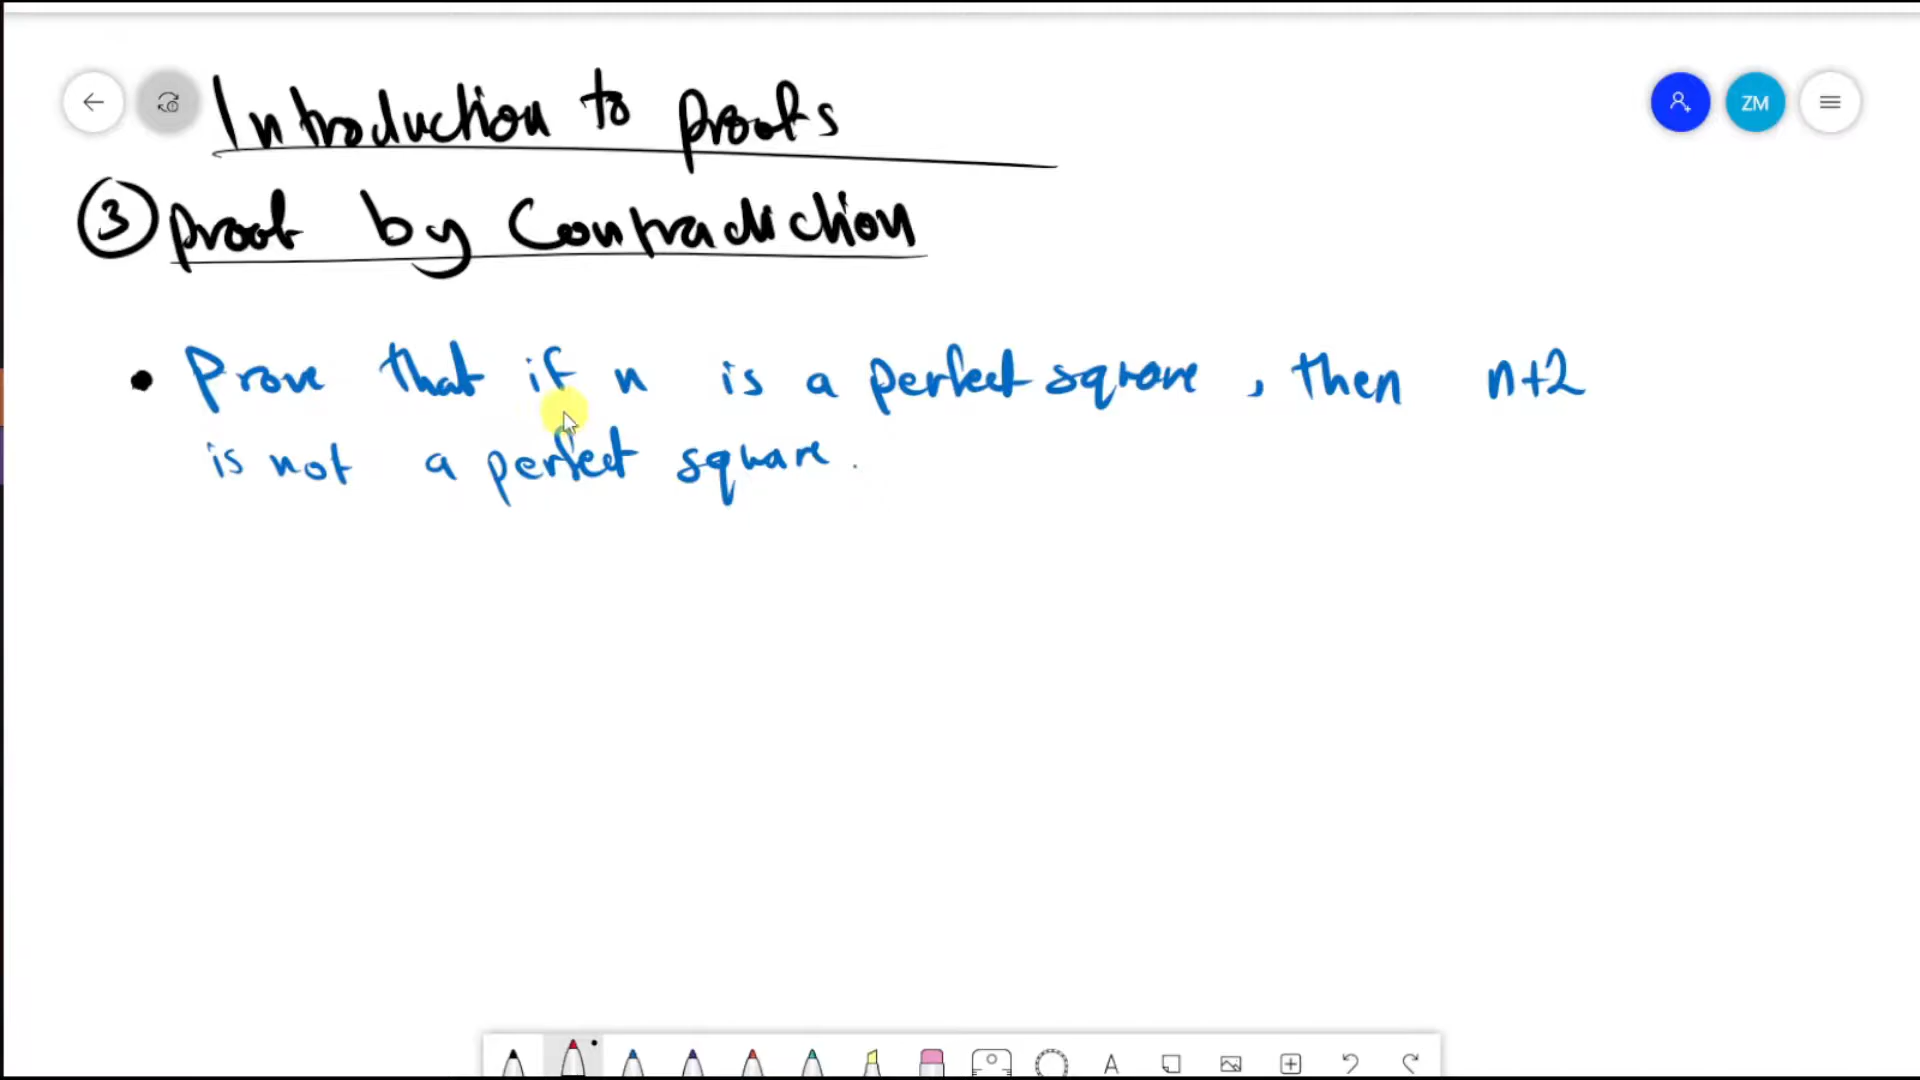 Introduction to proofs
ZM
③ proof by Contradiction
• Prove that if n is a perfect square, then n+2
is not a perfect square.
A